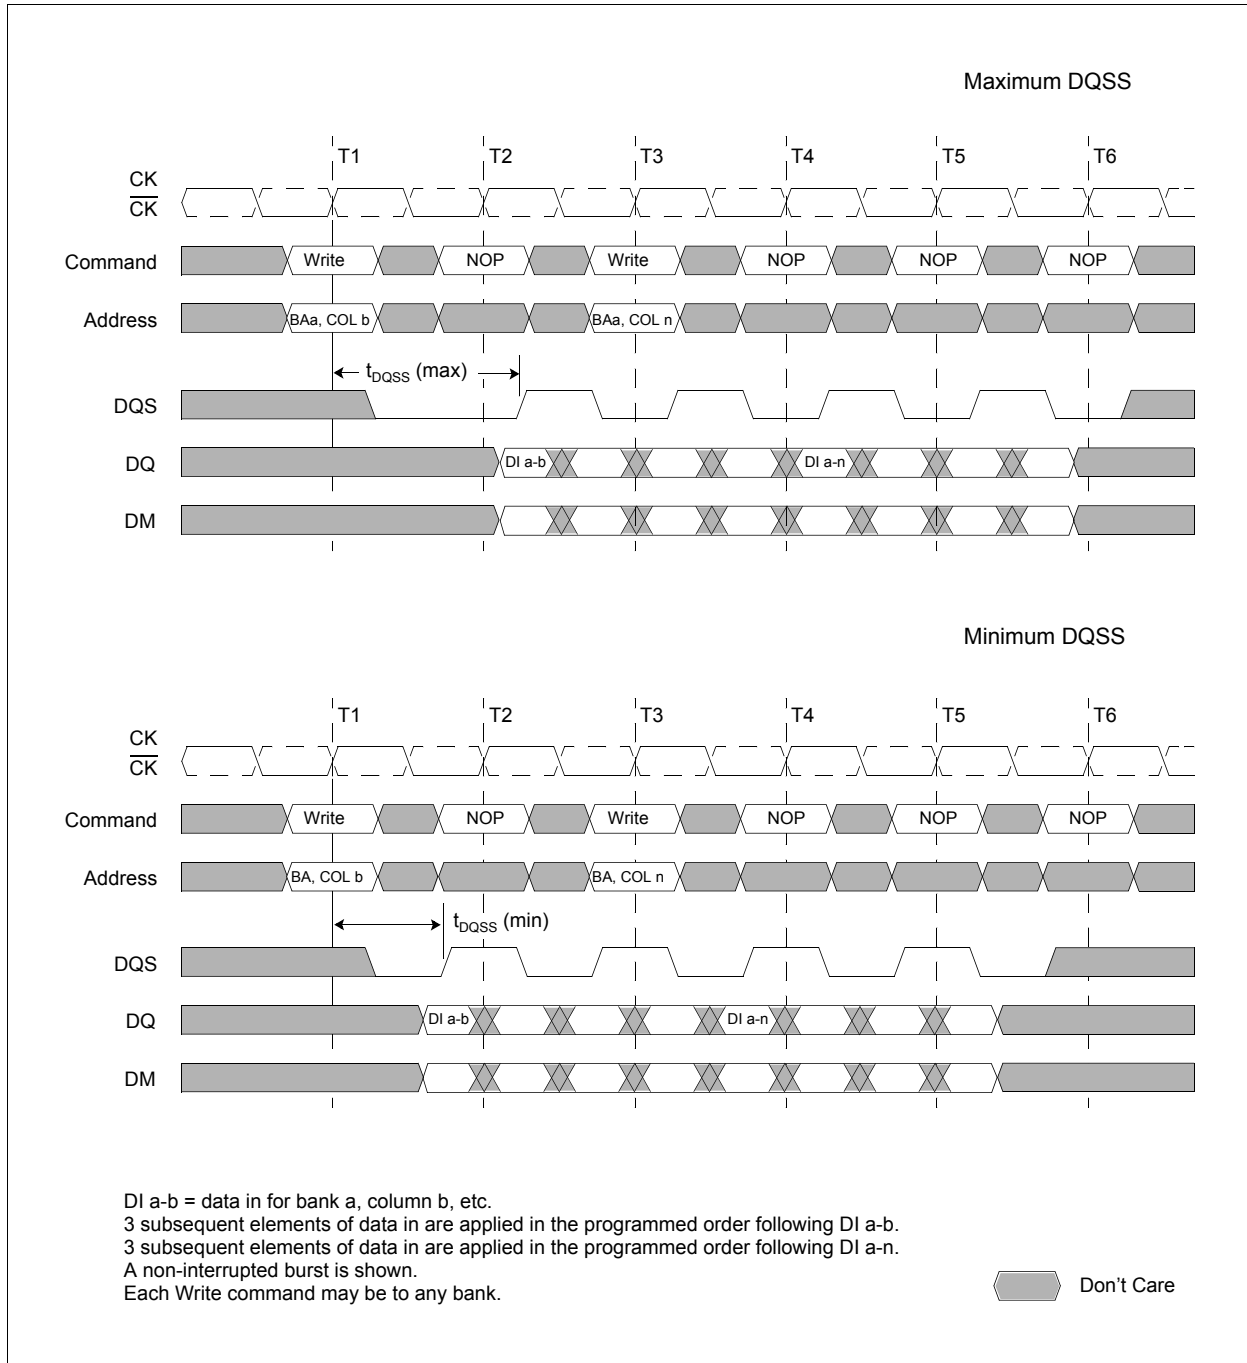 Maximum DQSS
T1 T2 T3 T4 T5 T6
CK
CK
Command Write NOP Write NOP NOP NOP
Address BAa, COL b BAa, COL n
tDQSS (max)
DQS
DQ DI a-b DI a-n
DM
Minimum DQSS
T1 T2 T3 T4 T5 T6
CK
CK
Command Write NOP Write NOP NOP NOP
Address BA, COL b BA, COL n
tDQSS (min)
DQS
DQ DI a-b DI a-n
DM
DI a-b = data in for bank a, column b, etc.
3 subsequent elements of data in are applied in the programmed order following DI a-b.
3 subsequent elements of data in are applied in the programmed order following DI a-n.
A non-interrupted burst is shown.
Each Write command may be to any bank.
Don't Care